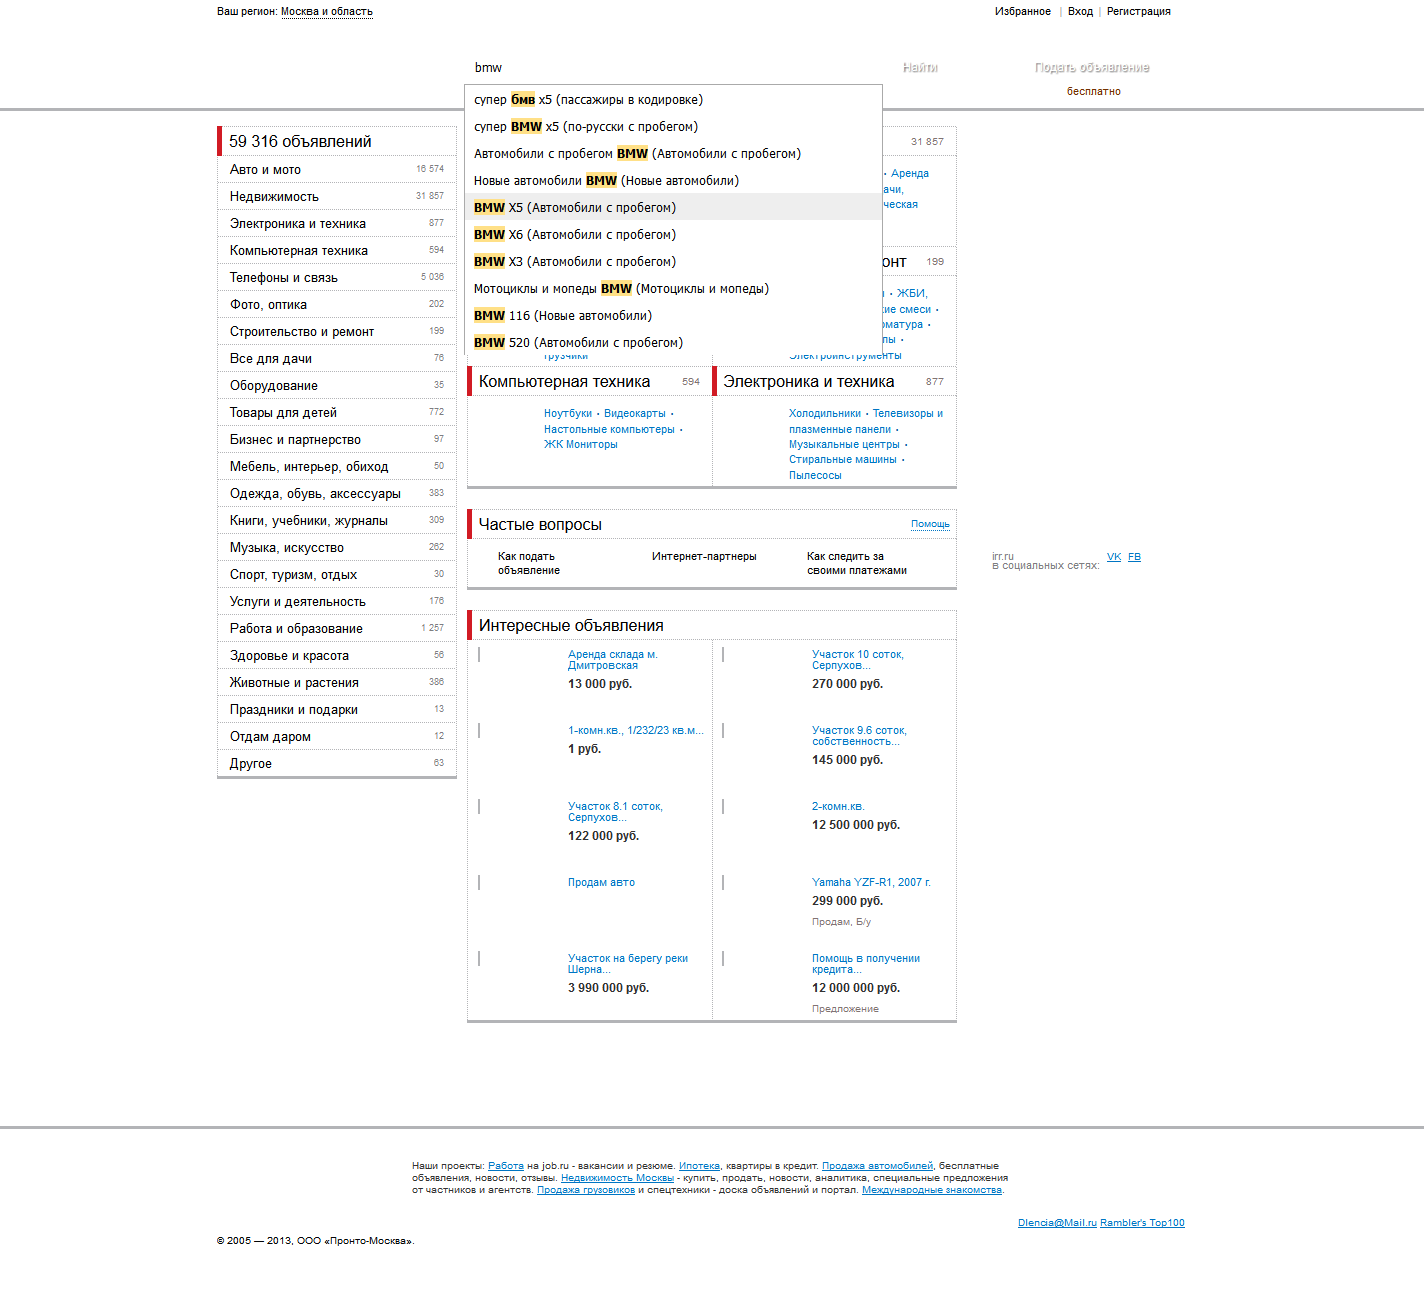 Ваш регион: Москва и область
Избранное | Вход | Регистрация
bmw
Найти
Подать объявление
бесплатно
супер бмв x5 (пассажиры в кодировке)
супер BMW x5 (по-русски с пробегом)
Автомобили с пробегом BMW (Автомобили с пробегом)
Новые автомобили BMW (Новые автомобили)
BMW X5 (Автомобили с пробегом)
BMW X6 (Автомобили с пробегом)
BMW X3 (Автомобили с пробегом)
Мотоциклы и мопеды BMW (Мотоциклы и мопеды)
BMW 116 (Новые автомобили)
BMW 520 (Автомобили с пробегом)
59 316 объявлений
Авто и мото 16 574
Недвижимость 31 857
Электроника и техника 877
Компьютерная техника 594
Телефоны и связь 5 036
Фото, оптика 202
Строительство и ремонт 199
Все для дачи 76
Оборудование 35
Товары для детей 772
Бизнес и партнерство 97
Мебель, интерьер, обиход 50
Одежда, обувь, аксессуары 383
Книги, учебники, журналы 309
Музыка, искусство 262
Спорт, туризм, отдых 30
Услуги и деятельность 176
Работа и образование 1 257
Здоровье и красота 56
Животные и растения 386
Праздники и подарки 13
Отдам даром 12
Другое 63
31 857
· Аренда
ачи,
ческая
онт 199
· ЖБИ,
кие смеси ·
рматура ·
лы ·
Грузчики
Электроинструменты
Компьютерная техника 594
Ноутбуки · Видеокарты ·
Настольные компьютеры ·
ЖК Мониторы
Электроника и техника 877
Холодильники · Телевизоры и
плазменные панели ·
Музыкальные центры ·
Стиральные машины ·
Пылесосы
Частые вопросы
Помощь
Как подать
объявление
Интернет-партнеры
Как следить за
своими платежами
irr.ru
в социальных сетях:
VK FB
Интересные объявления
Аренда склада м.
Дмитровская
13 000 руб.
Участок 10 соток,
Серпухов...
270 000 руб.
1-комн.кв., 1/232/23 кв.м...
1 руб.
Участок 9.6 соток,
собственность...
145 000 руб.
Участок 8.1 соток,
Серпухов...
122 000 руб.
2-комн.кв.
12 500 000 руб.
Продам авто
Yamaha YZF-R1, 2007 г.
299 000 руб.
Продам, Б/у
Участок на берегу реки
Шерна...
3 990 000 руб.
Помощь в получении
кредита...
12 000 000 руб.
Предложение
Наши проекты: Работа на job.ru - вакансии и резюме. Ипотека, квартиры в кредит. Продажа автомобилей, бесплатные
объявления, новости, отзывы. Недвижимость Москвы - купить, продать, новости, аналитика, специальные предложения
от частников и агентств. Продажа грузовиков и спецтехники - доска объявлений и портал. Международные знакомства.
Dlencia@Mail.ru Rambler's Top100
© 2005 — 2013, ООО «Пронто-Москва».